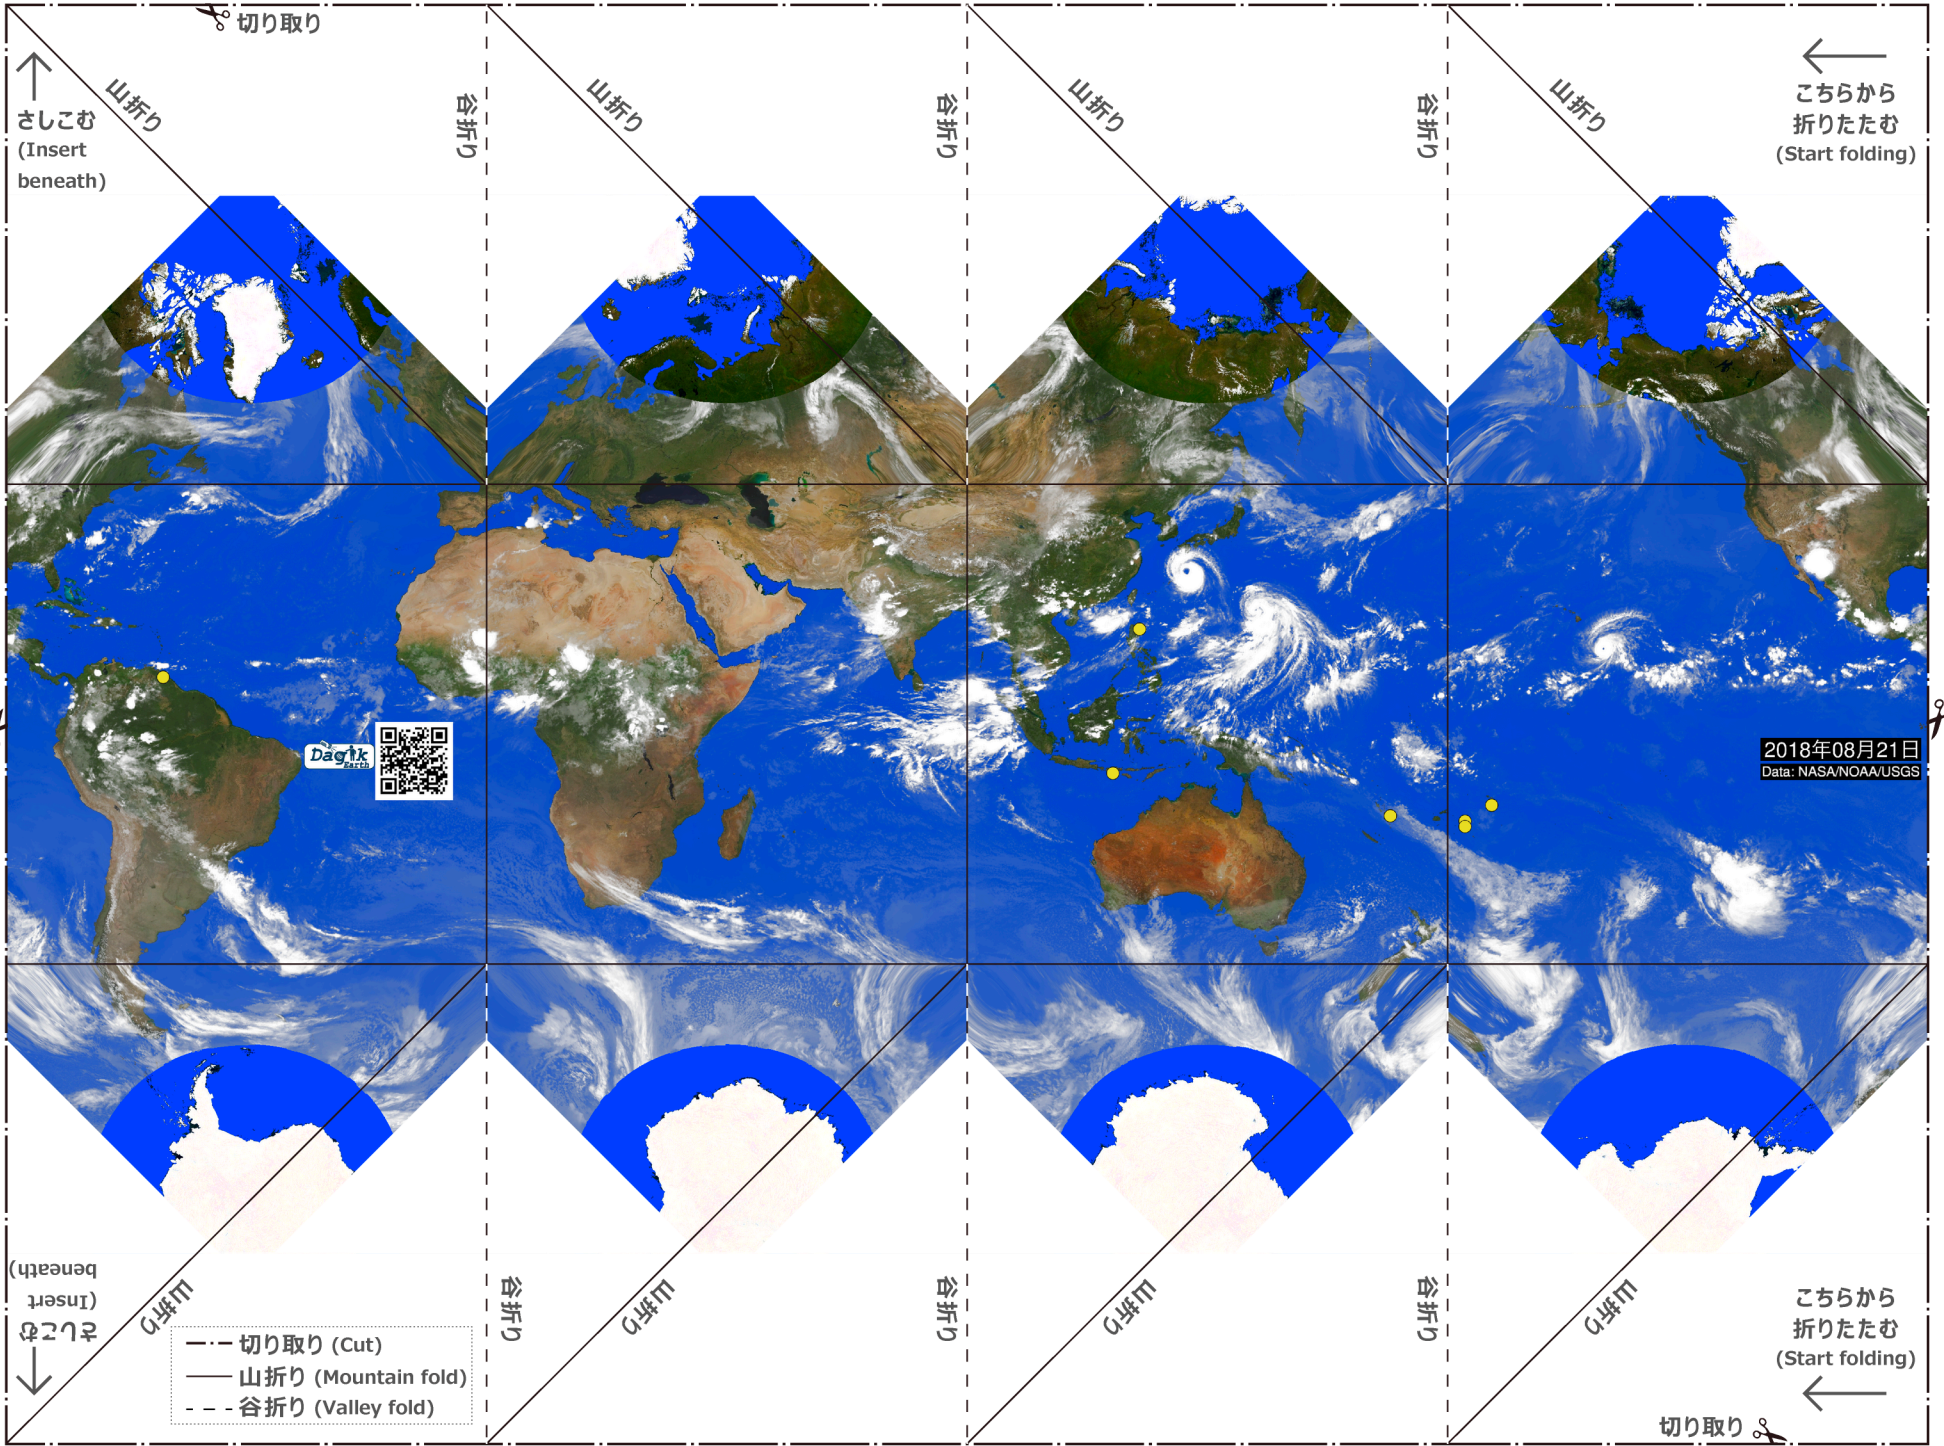 切り取り
山折り
谷折り
山折り
谷折り
山折り
谷折り
山折り
さしこむ
(Insert
beneath)
こちらから
折りたたむ
(Start folding)
Dagik
Earth
2018年08月21日
Data: NASA/NOAA/USGS
さしこむ
(Insert
beneath)
山折り
谷折り
山折り
谷折り
山折り
谷折り
山折り
こちらから
折りたたむ
(Start folding)
切り取り (Cut)
山折り (Mountain fold)
谷折り (Valley fold)
切り取り